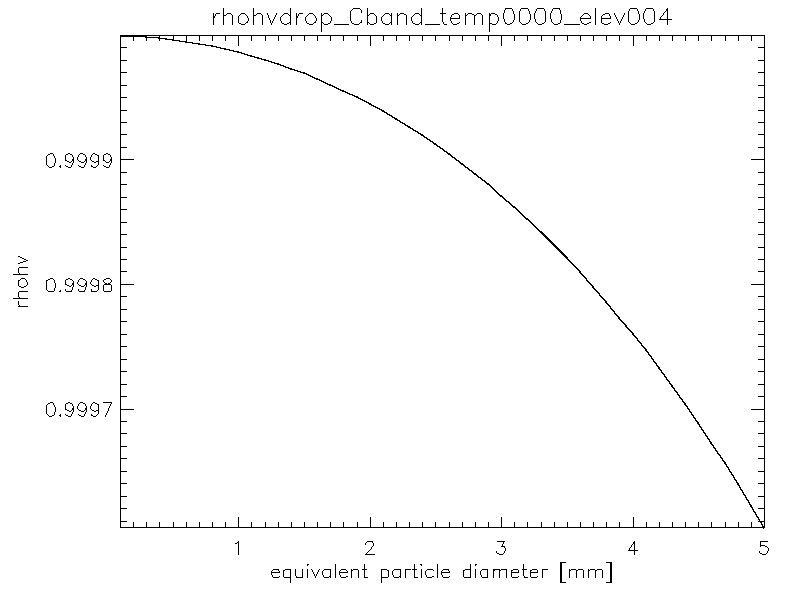 rhohvdrop_Cband_temp0000_elev004
0.9999
0.9998
0.9997
rhohv
1 2 3 4 5
equivalent particle diameter [mm]